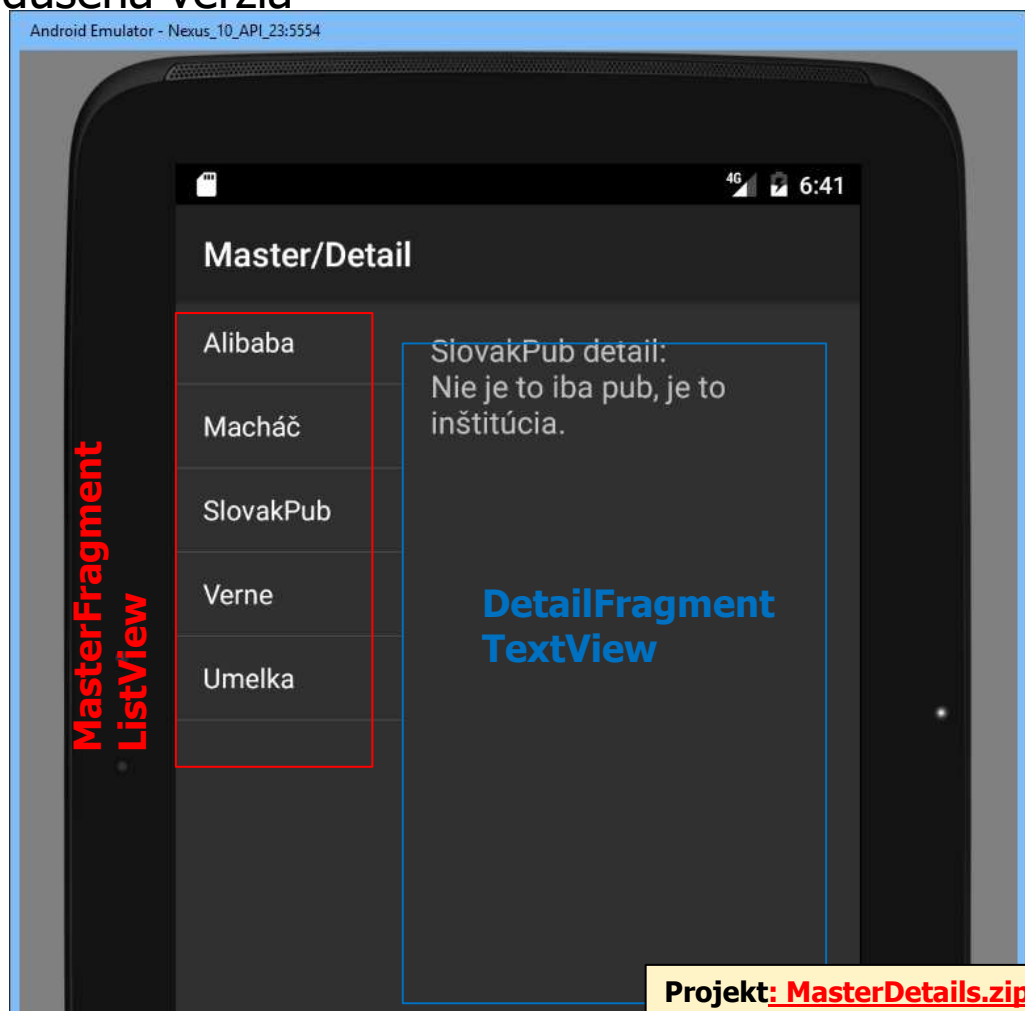 Android Emulator - Nexus_10_API_23:5554
4G 6:41
Master/Detail
Alibaba
Macháč
SlovakPub
Verne
Umelka
SlovakPub detail:
Nie je to iba pub, je to
inštitúcia.
MasterFragment
ListView
DetailFragment
TextView
Projekt: MasterDetails.zip